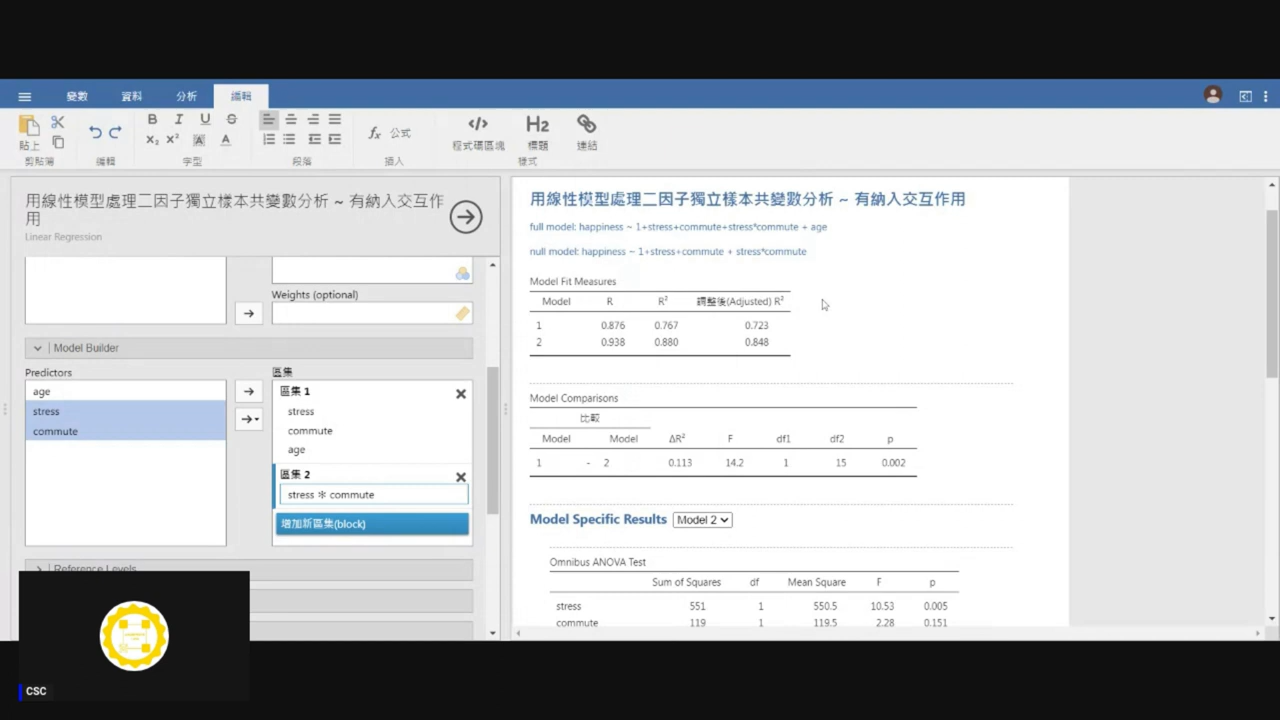 變數 資料 分析 編輯
B I U S
貼上 X₂ X² A A fx 公式 </> H2
程式碼區塊 標題 連結
剪貼簿 編輯 字型 段落 插入 樣式
用線性模型處理二因子獨立樣本共變數分析 ~ 有納入交互作
用
Linear Regression
Weights (optional)
Model Builder
Predictors
age
stress
commute
區集
區集 1
stress
commute
age
區集 2
stress ✻ commute
增加新區集(block)
Reference Levels
CSC
用線性模型處理二因子獨立樣本共變數分析 ~ 有納入交互作用
full model: happiness ~ 1+stress+commute+stress*commute + age
null model: happiness ~ 1+stress+commute + stress*commute
Model Fit Measures
Model R R² 調整後(Adjusted) R²
1 0.876 0.767 0.723
2 0.938 0.880 0.848
Model Comparisons
比較
Model Model ΔR² F df1 df2 p
1 - 2 0.113 14.2 1 15 0.002
Model Specific Results Model 2
Omnibus ANOVA Test
Sum of Squares df Mean Square F p
stress 551 1 550.5 10.53 0.005
commute 119 1 119.5 2.28 0.151